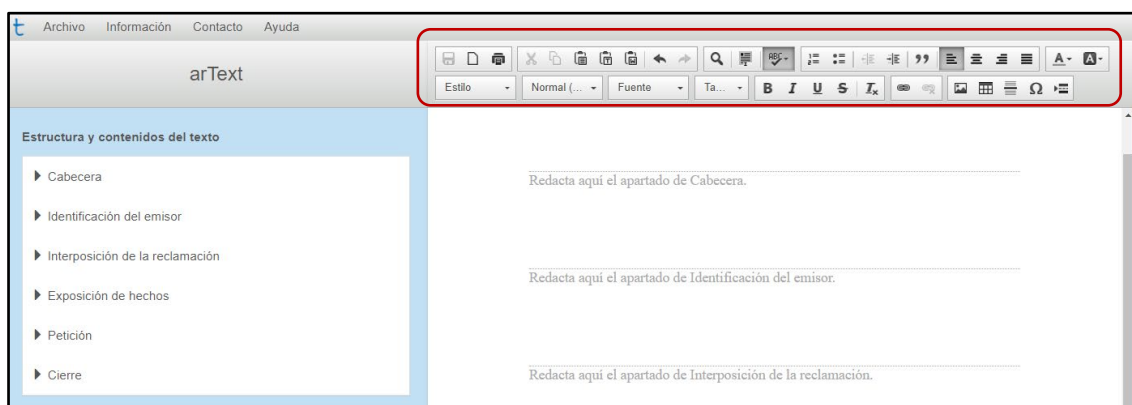 t Archivo Información Contacto Ayuda
arText
ABC
Estilo Normal (... Fuente Ta... B I U S Ix Ω
A A
Estructura y contenidos del texto
Cabecera
Identificación del emisor
Interposición de la reclamación
Exposición de hechos
Petición
Cierre
Redacta aquí el apartado de Cabecera.
Redacta aquí el apartado de Identificación del emisor.
Redacta aquí el apartado de Interposición de la reclamación.